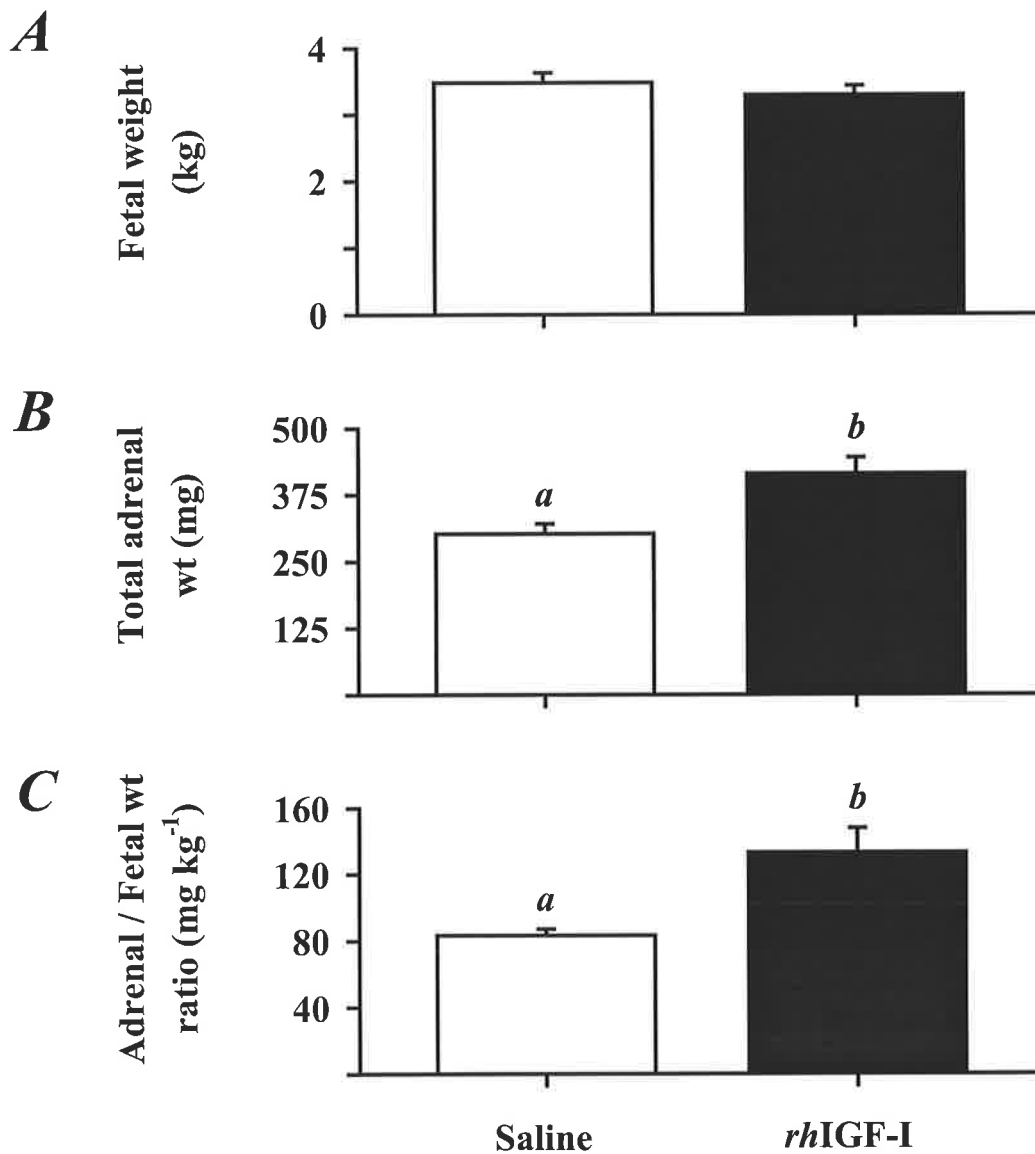 A
Fetal weight
(kg)
4
2
0
B
Total adrenal
wt (mg)
500
375
250
125
a
b
C
Adrenal / Fetal wt
ratio (mg kg⁻¹)
160
120
80
40
a
b
Saline
rhIGF-I